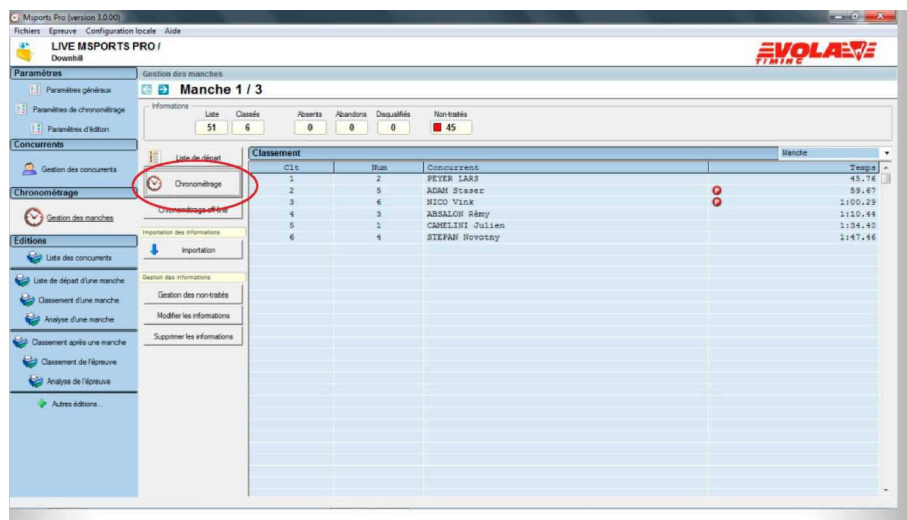 Msports Pro (version 3.0.00)
Fichiers Epreuve Configuration locale Aide
LIVE MSPORTS PRO /
Downhill
VOLA
TIMING
Paramètres
Paramètres généraux
Paramètres de chronométrage
Paramètres d'édition
Concurrents
Gestion des concurrents
Chronométrage
Gestion des manches
Editions
Liste des concurrents
Liste de départ d'une manche
Classement d'une manche
Analyse d'une manche
Classement après une manche
Classement de l'épreuve
Analyse de l'épreuve
Autres éditions...
Gestion des manches
Manche 1 / 3
Informations
Liste Classés Absents Abandons Disqualifiés Non-traités
51 6 0 0 0 45
Liste de départ
Chronométrage
Chronométrage off-line
Importation des informations
Importation
Gestion des informations
Gestion des non-traités
Modifier les informations
Supprimer les informations
Classement Manche
Clt Num Concurrent Temps
1 2 PEYER LARS 45.76
2 5 ADAM Staser 59.67
3 6 NICO Vink 1:00.29
4 3 ABSALON Rémy 1:10.44
5 1 CAMELINI Julien 1:34.40
6 4 STEPAN Novotny 1:47.46